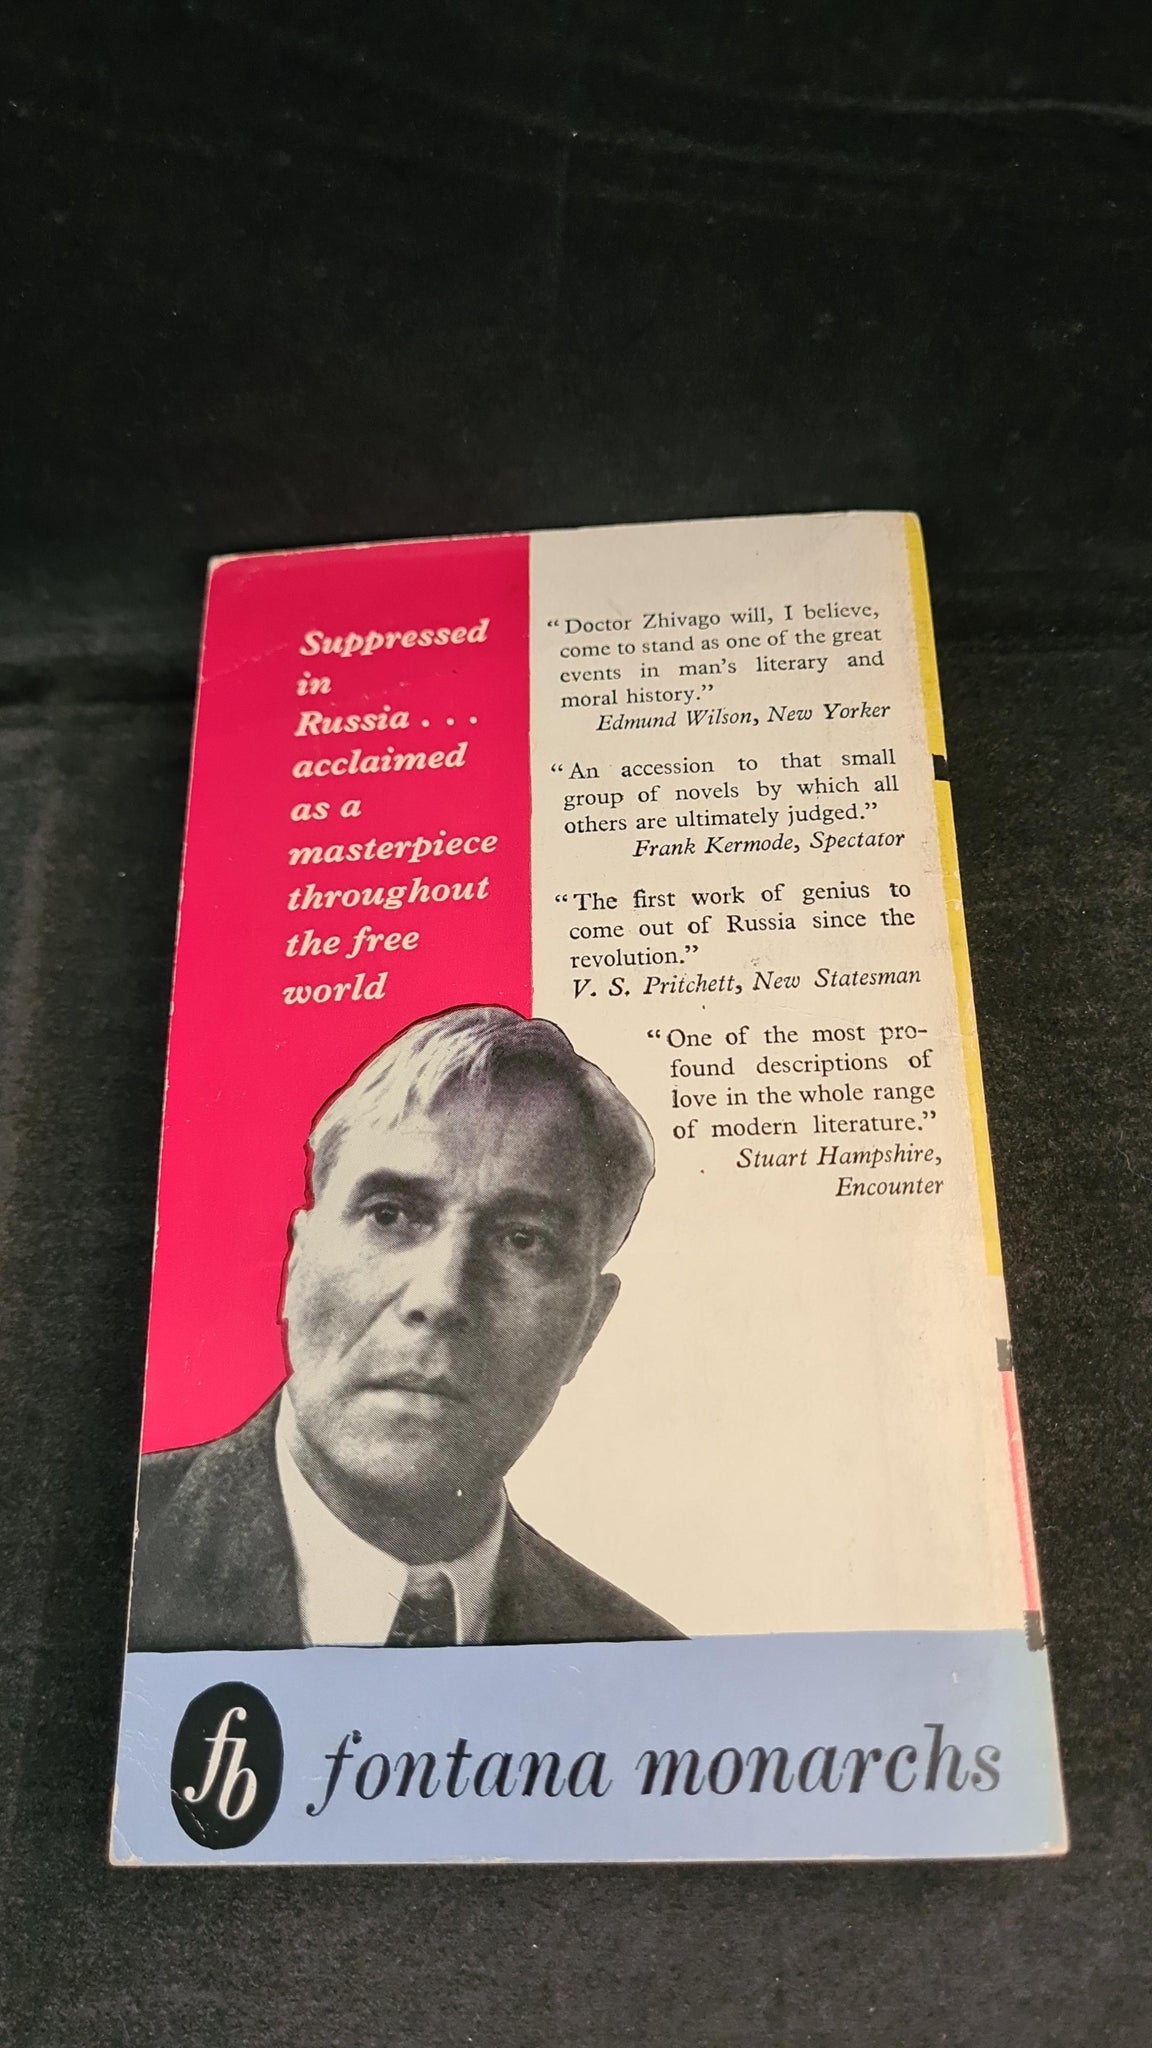 Suppressed
in
Russia . . .
acclaimed
as a
masterpiece
throughout
the free
world
“Doctor Zhivago will, I believe,
come to stand as one of the great
events in man’s literary and
moral history.”
Edmund Wilson, New Yorker
“An accession to that small
group of novels by which all
others are ultimately judged.”
Frank Kermode, Spectator
“The first work of genius to
come out of Russia since the
revolution.”
V. S. Pritchett, New Statesman
“One of the most pro-
found descriptions of
love in the whole range
of modern literature.”
Stuart Hampshire,
Encounter
fb
fontana monarchs